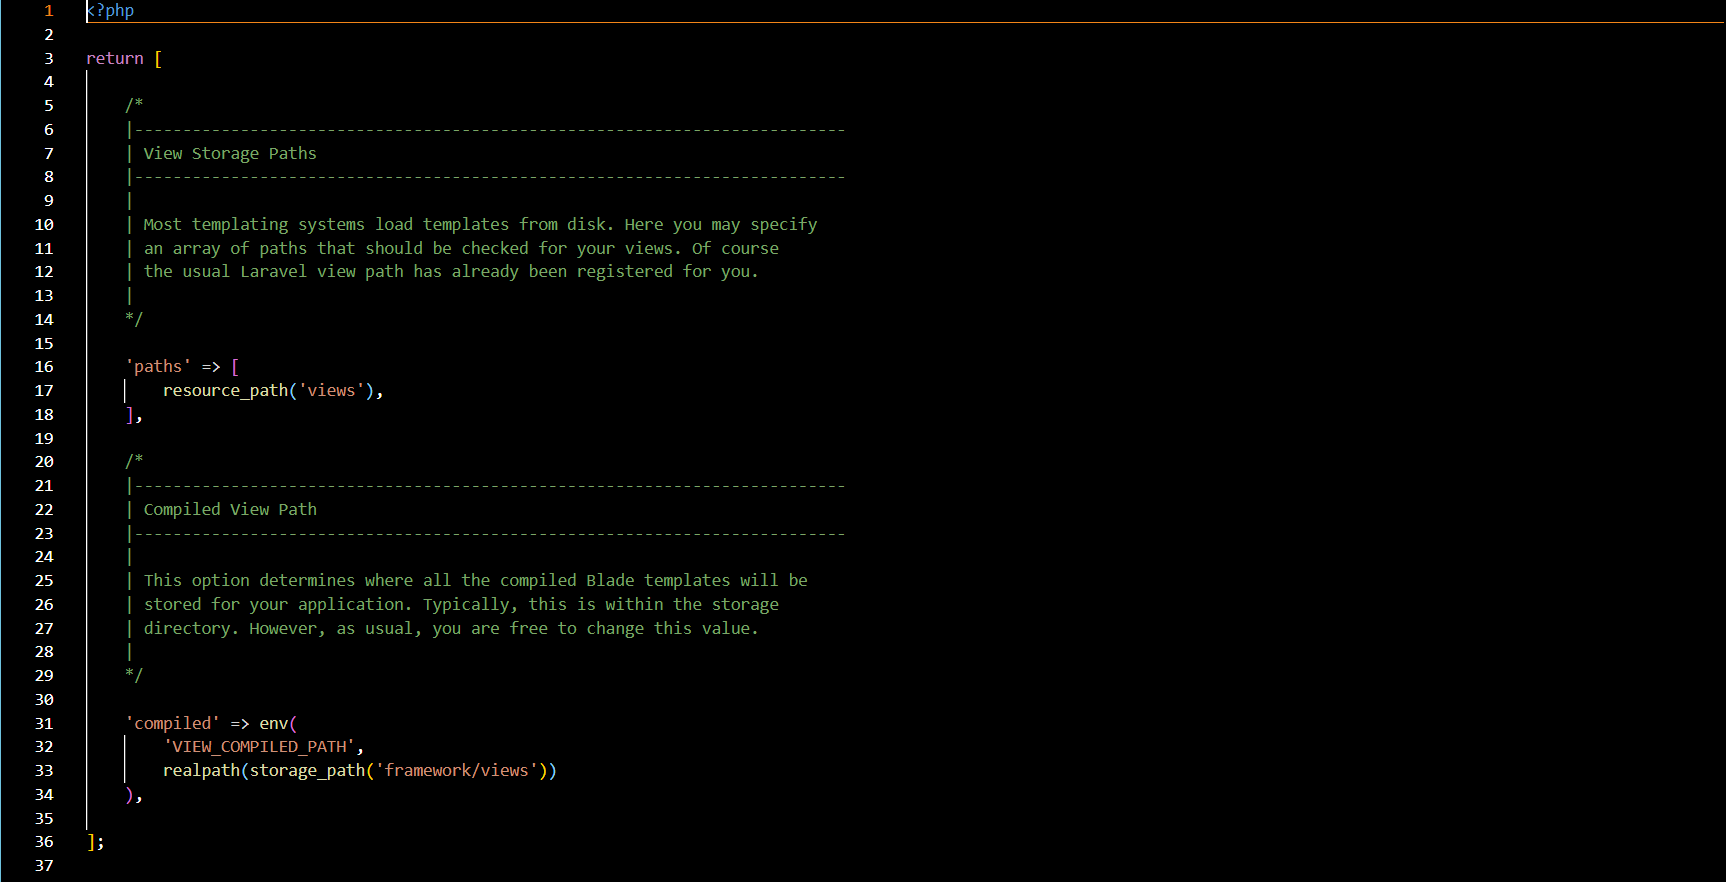 1 <?php
2
3 return [
4
5     /*
6     |--------------------------------------------------------------------------
7     | View Storage Paths
8     |--------------------------------------------------------------------------
9     |
10     | Most templating systems load templates from disk. Here you may specify
11     | an array of paths that should be checked for your views. Of course
12     | the usual Laravel view path has already been registered for you.
13     |
14     */
15
16     'paths' => [
17         resource_path('views'),
18     ],
19
20     /*
21     |--------------------------------------------------------------------------
22     | Compiled View Path
23     |--------------------------------------------------------------------------
24     |
25     | This option determines where all the compiled Blade templates will be
26     | stored for your application. Typically, this is within the storage
27     | directory. However, as usual, you are free to change this value.
28     |
29     */
30
31     'compiled' => env(
32         'VIEW_COMPILED_PATH',
33         realpath(storage_path('framework/views'))
34     ),
35
36 ];
37